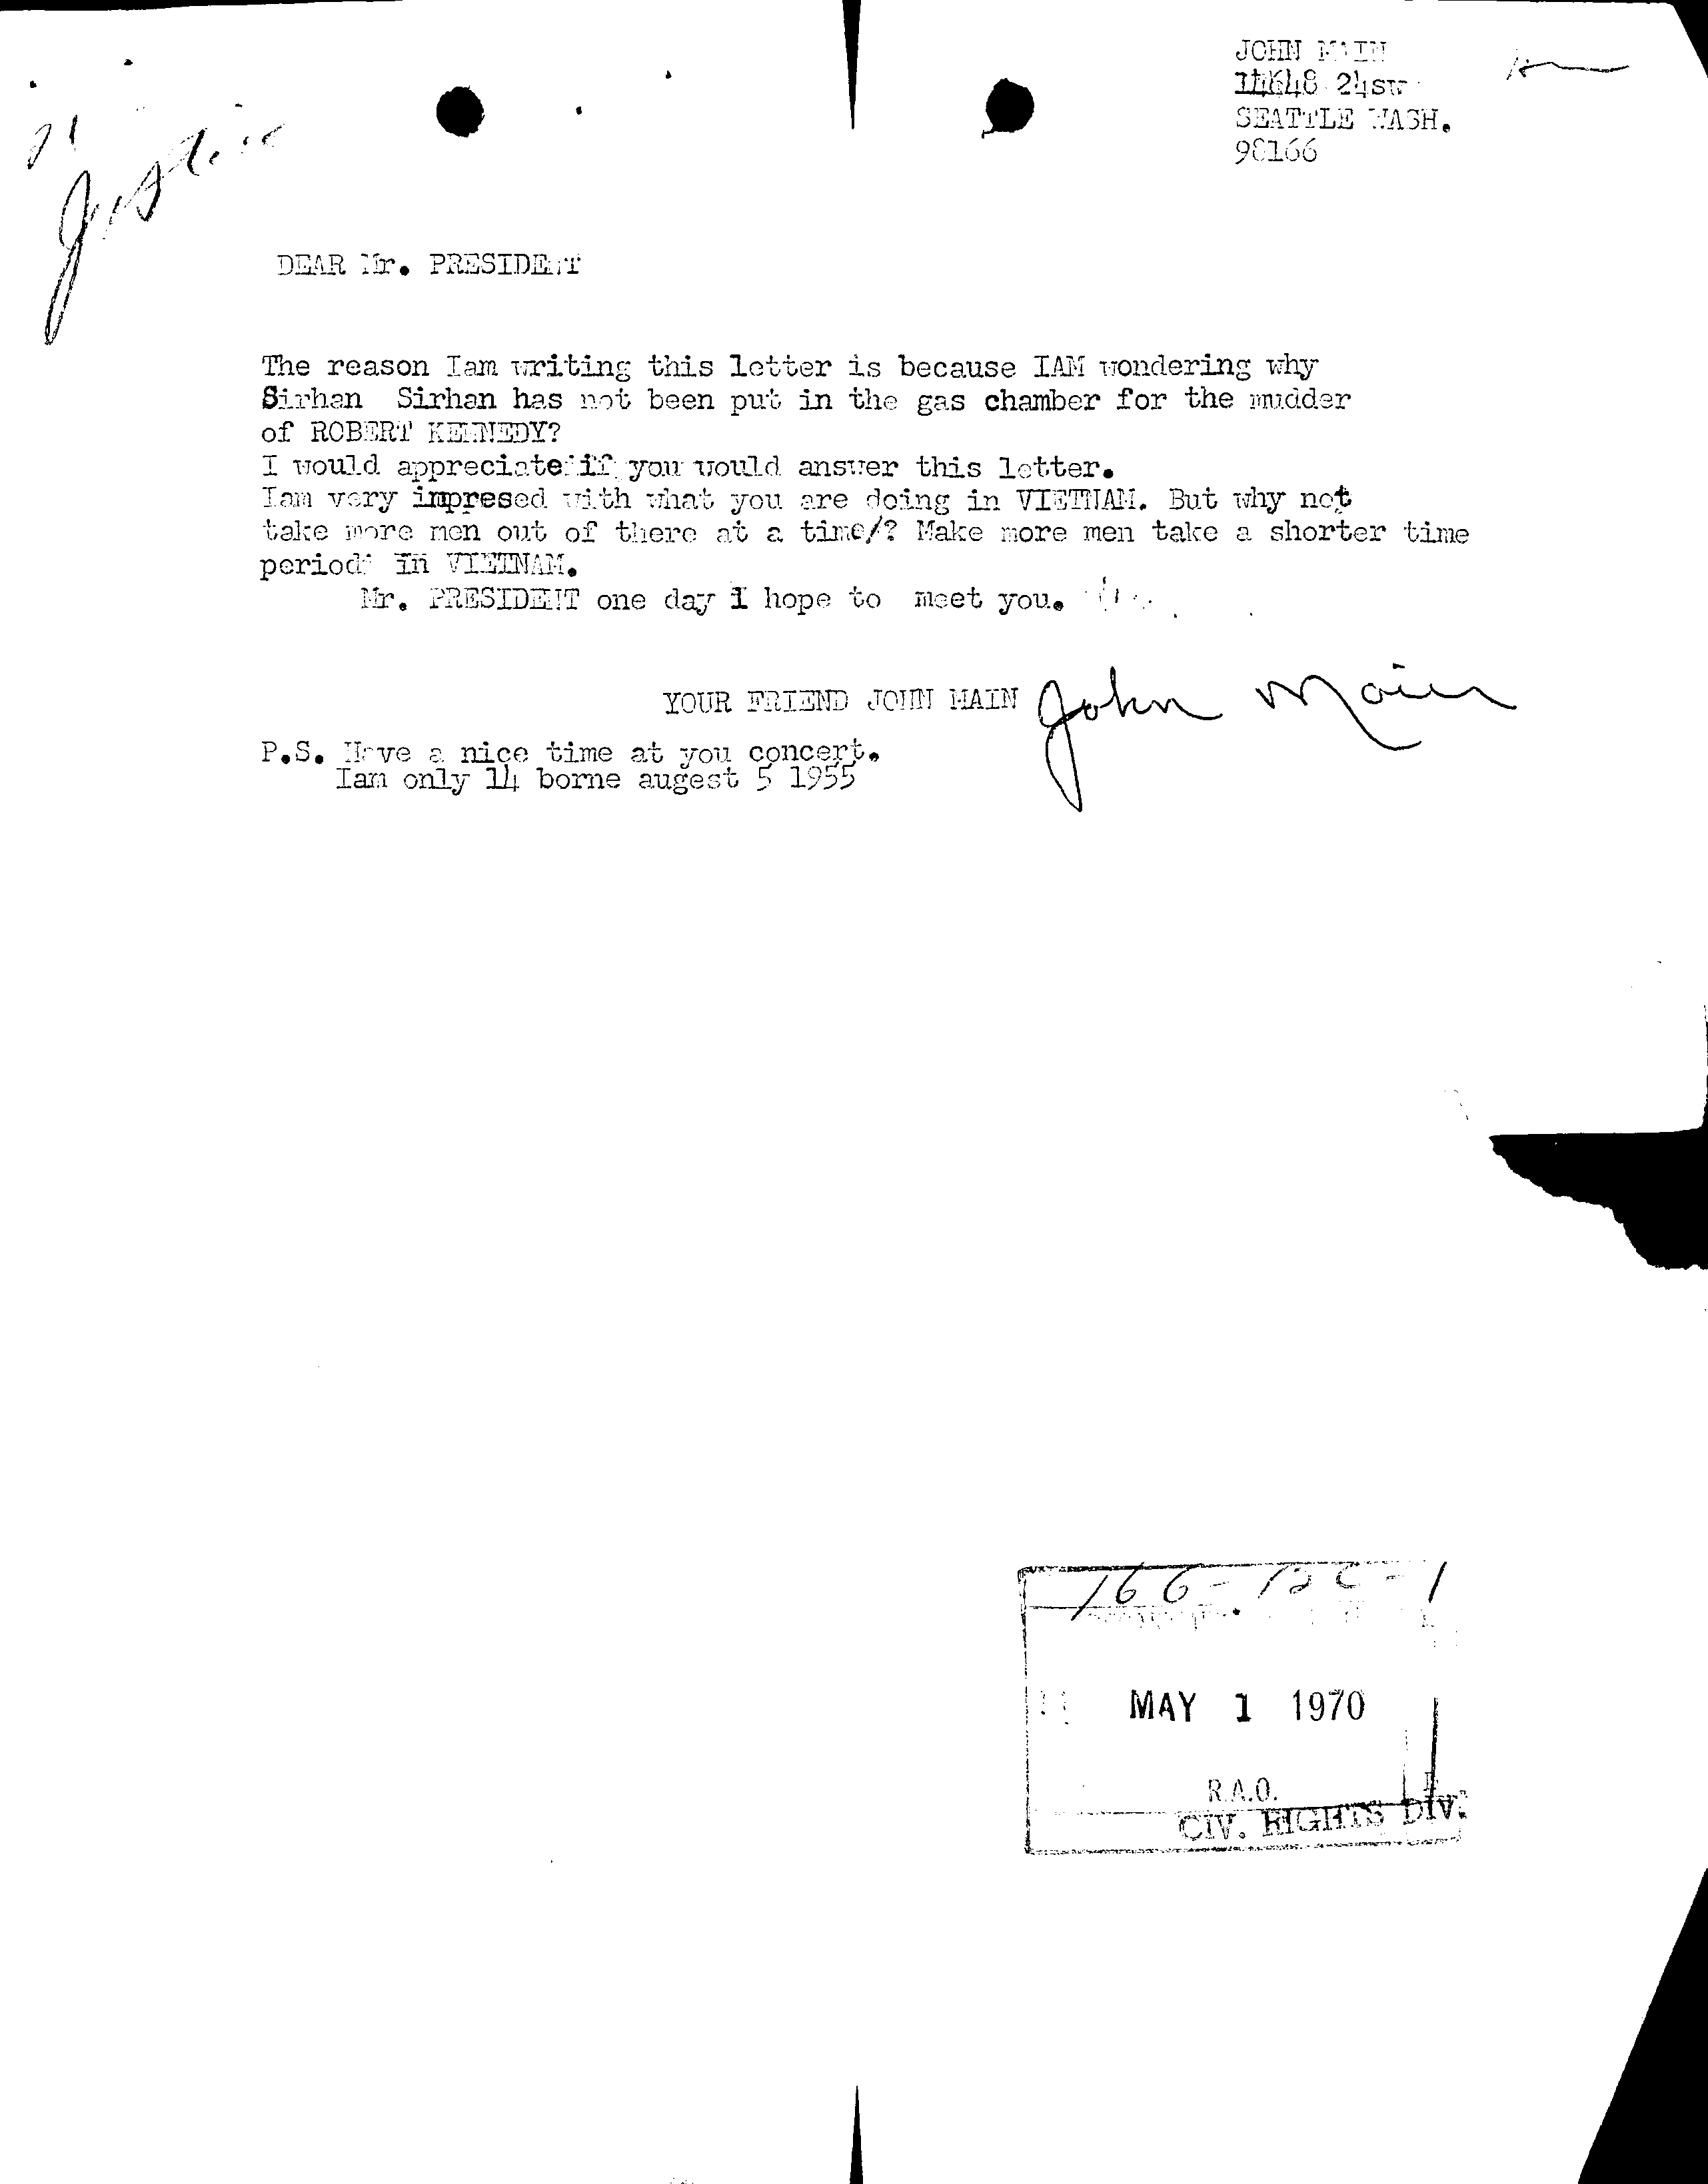 JOHN MAIN
24SW
SEATTLE WASH.
98166
Justice
DEAR Mr. PRESIDENT
The reason Iam writing this letter is because IAM wondering why
Sirhan Sirhan has not been put in the gas chamber for the mudder
of ROBERT KENNEDY?
I would appreciate if you would answer this letter.
Iam very impresed with what you are doing in VIETNAM. But why not
take more men out of there at a time/? Make more men take a shorter time
period in VIETNAM.
Mr. PRESIDENT one day I hope to meet you.
YOUR FRIEND JOHN MAIN John Main
P.S. Have a nice time at you concert.
Iam only 14 borne augest 5 1955
166-12C-1
MAY 1 1970
R.A.O.
CIV. RIGHTS DIV.